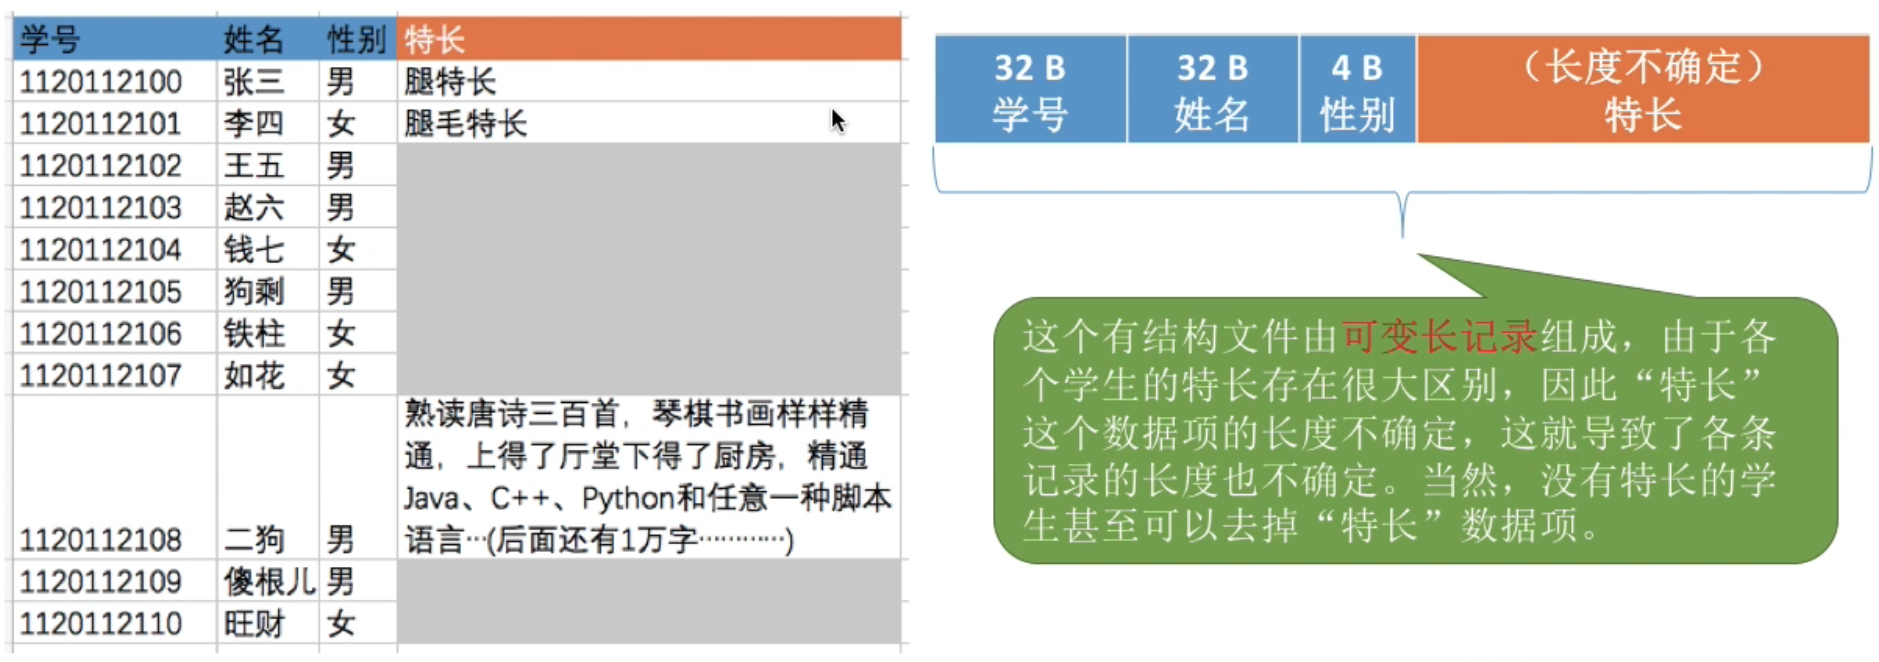 学号 姓名 性别 特长
1120112100 张三 男 腿特长
1120112101 李四 女 腿毛特长
1120112102 王五 男
1120112103 赵六 男
1120112104 钱七 女
1120112105 狗剩 男
1120112106 铁柱 女
1120112107 如花 女
熟读唐诗三百首，琴棋书画样样精
通，上得了厅堂下得了厨房，精通
Java、C++、Python和任意一种脚本
1120112108 二狗 男 语言…(后面还有1万字…………)
1120112109 傻根儿 男
1120112110 旺财 女
32 B 32 B 4 B （长度不确定）
学号 姓名 性别 特长
这个有结构文件由可变长记录组成，由于各
个学生的特长存在很大区别，因此“特长”
这个数据项的长度不确定，这就导致了各条
记录的长度也不确定。当然，没有特长的学
生甚至可以去掉“特长”数据项。